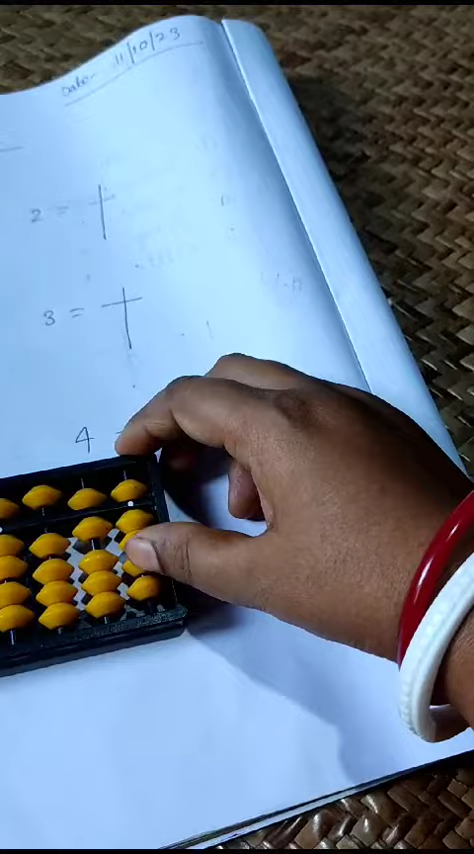 Date- 11/10/23
2 =
3 =
4